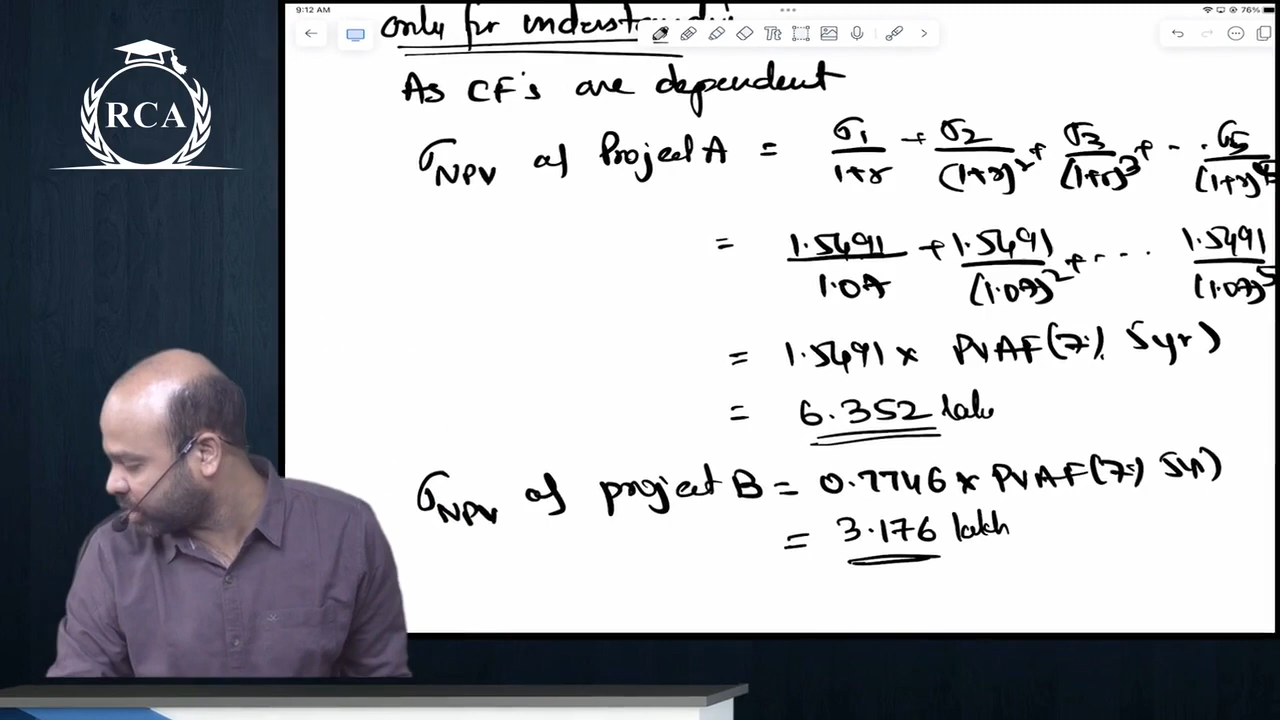 9:12 AM
76%
only for
Tt
RCA
As CF's are dependent
σNPV of Project A = σ1/1+r + σ2/(1+r)^2 + σ3/(1+r)^3 + - . σ5/(1+r)^5
= 1.5491/1.07 + 1.5491/(1.07)^2 + - ... 1.5491/(1.07)^5
= 1.5491 × PVAF(7% 5yr)
= 6.352 lakh
σNPV of project B = 0.7746 × PVAF(7% 5yr)
= 3.176 lakh